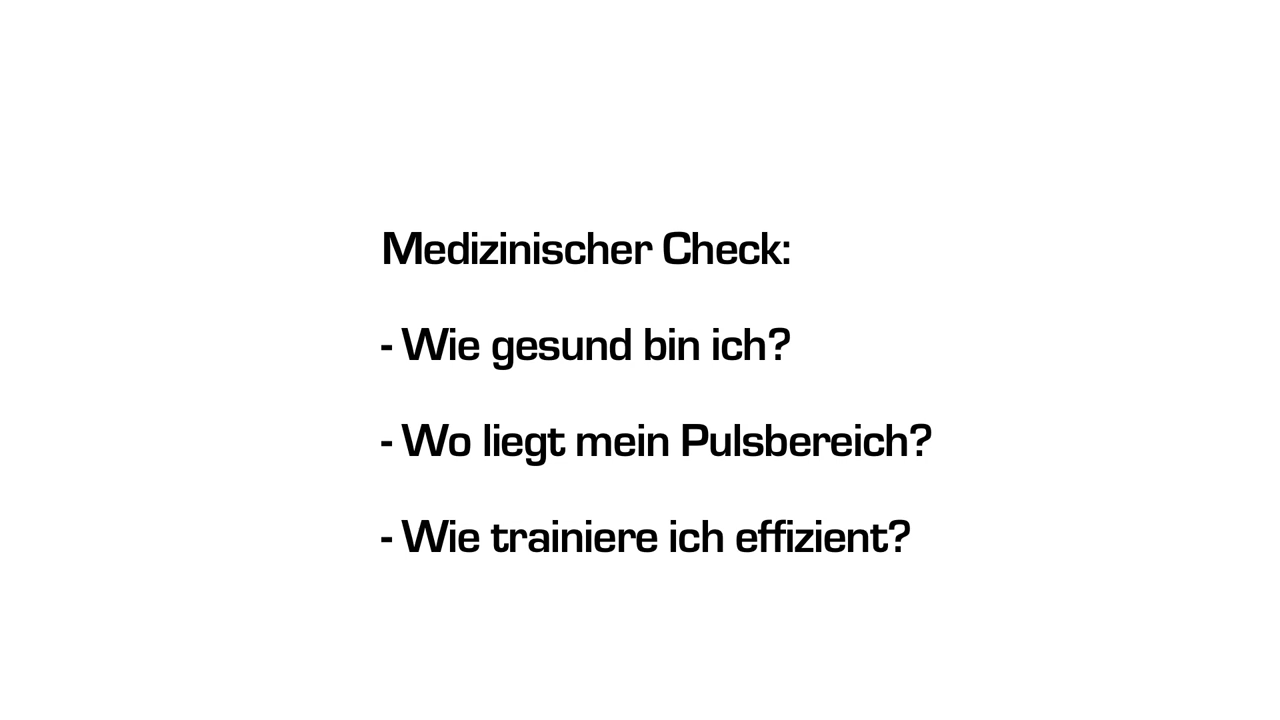 Medizinischer Check:
- Wie gesund bin ich?
- Wo liegt mein Pulsbereich?
- Wie trainiere ich effizient?